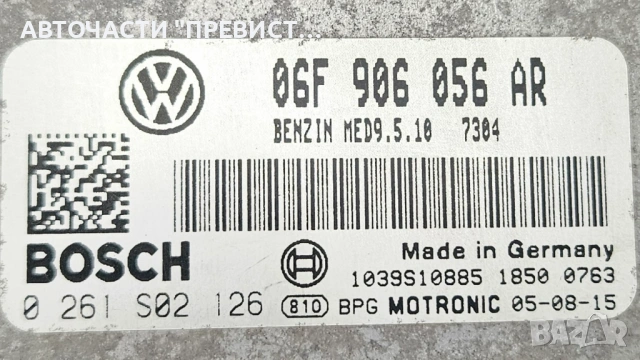 АВТОЧАСТИ "ПРЕВИСТ...
06F 906 056 AR
BENZIN MED9.5.10 7304
BOSCH
Made in Germany
1039S10885 1850 0763
0 261 S02 126 810 BPG MOTRONIC 05-08-15
BAZAR